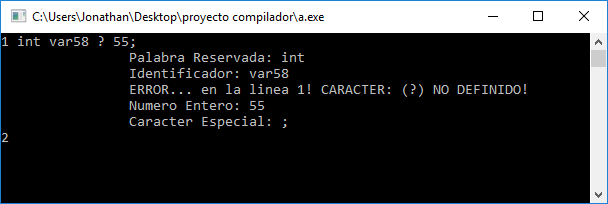 C:\Users\Jonathan\Desktop\proyecto compilador\a.exe
1 int var58 ? 55;
Palabra Reservada: int
Identificador: var58
ERROR... en la linea 1! CARACTER: (?) NO DEFINIDO!
Numero Entero: 55
Caracter Especial: ;
2